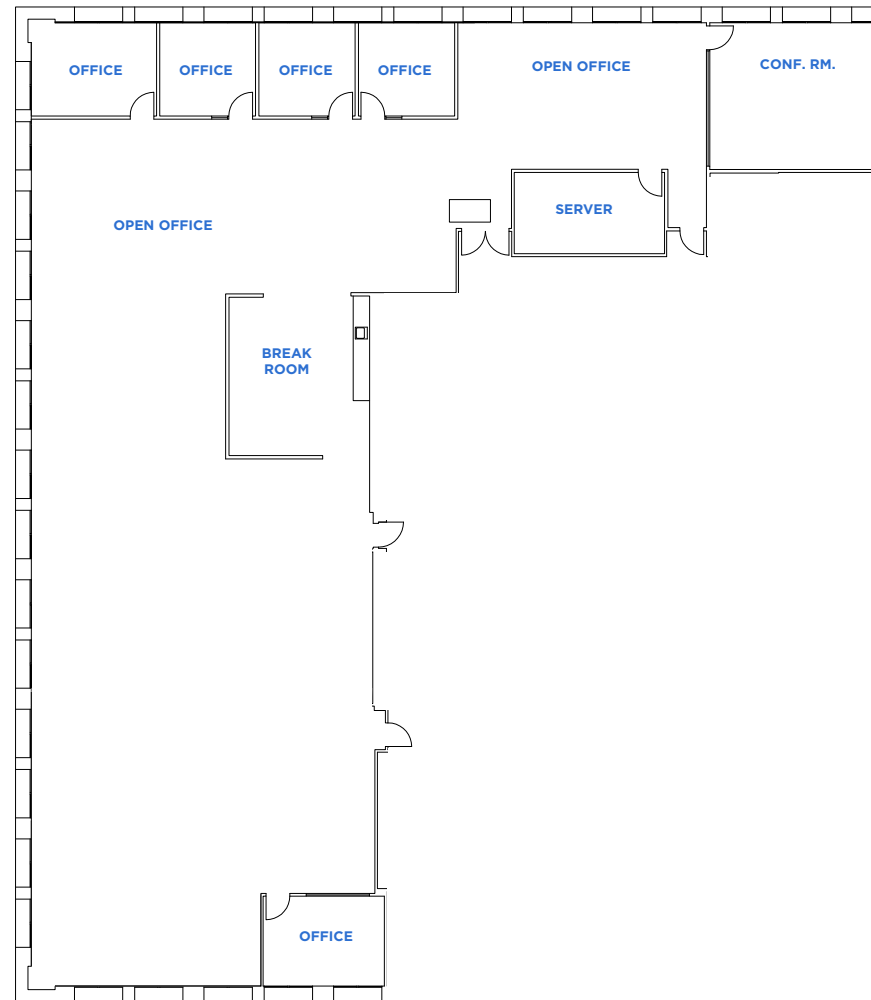 OFFICE
OFFICE
OFFICE
OFFICE
OPEN OFFICE
CONF. RM.
SERVER
OPEN OFFICE
BREAK
ROOM
OFFICE